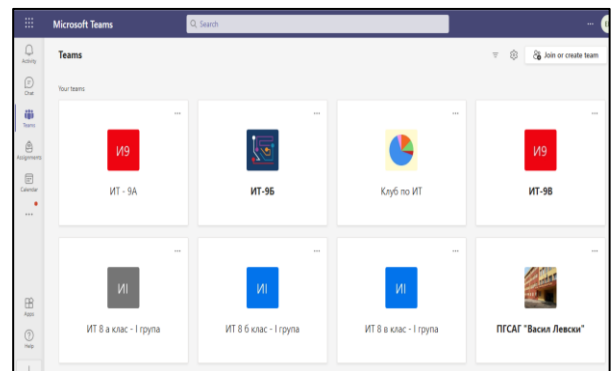 Microsoft Teams
Search
Activity
Chat
Teams
Assignments
Calendar
Apps
Help
Teams
Join or create team
Your teams
И9
ИТ - 9А
ИТ-9Б
Клуб по ИТ
И9
ИТ-9В
ИI
ИТ 8 а клас - I група
ИI
ИТ 8 б клас - I група
ИI
ИТ 8 в клас - I група
ПГСАГ "Васил Левски"